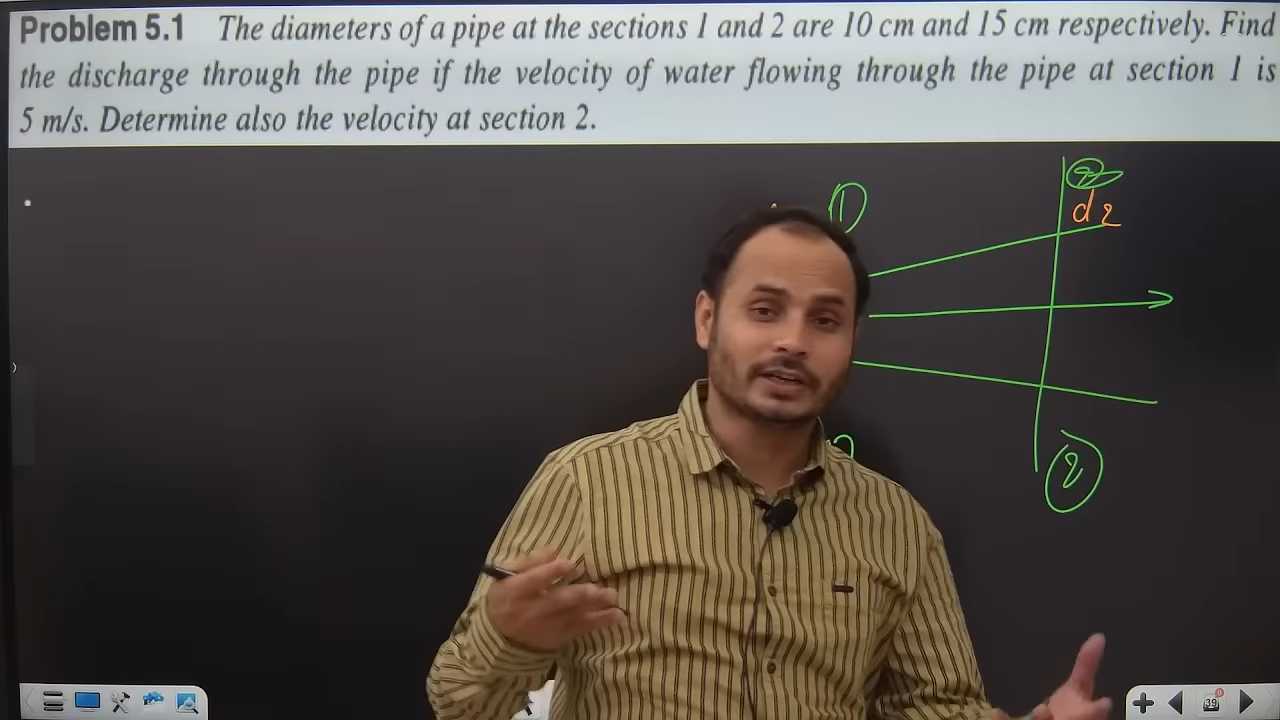 Problem 5.1 The diameters of a pipe at the sections 1 and 2 are 10 cm and 15 cm respectively. Find
the discharge through the pipe if the velocity of water flowing through the pipe at section 1 is
5 m/s. Determine also the velocity at section 2.
1
d2
2
39